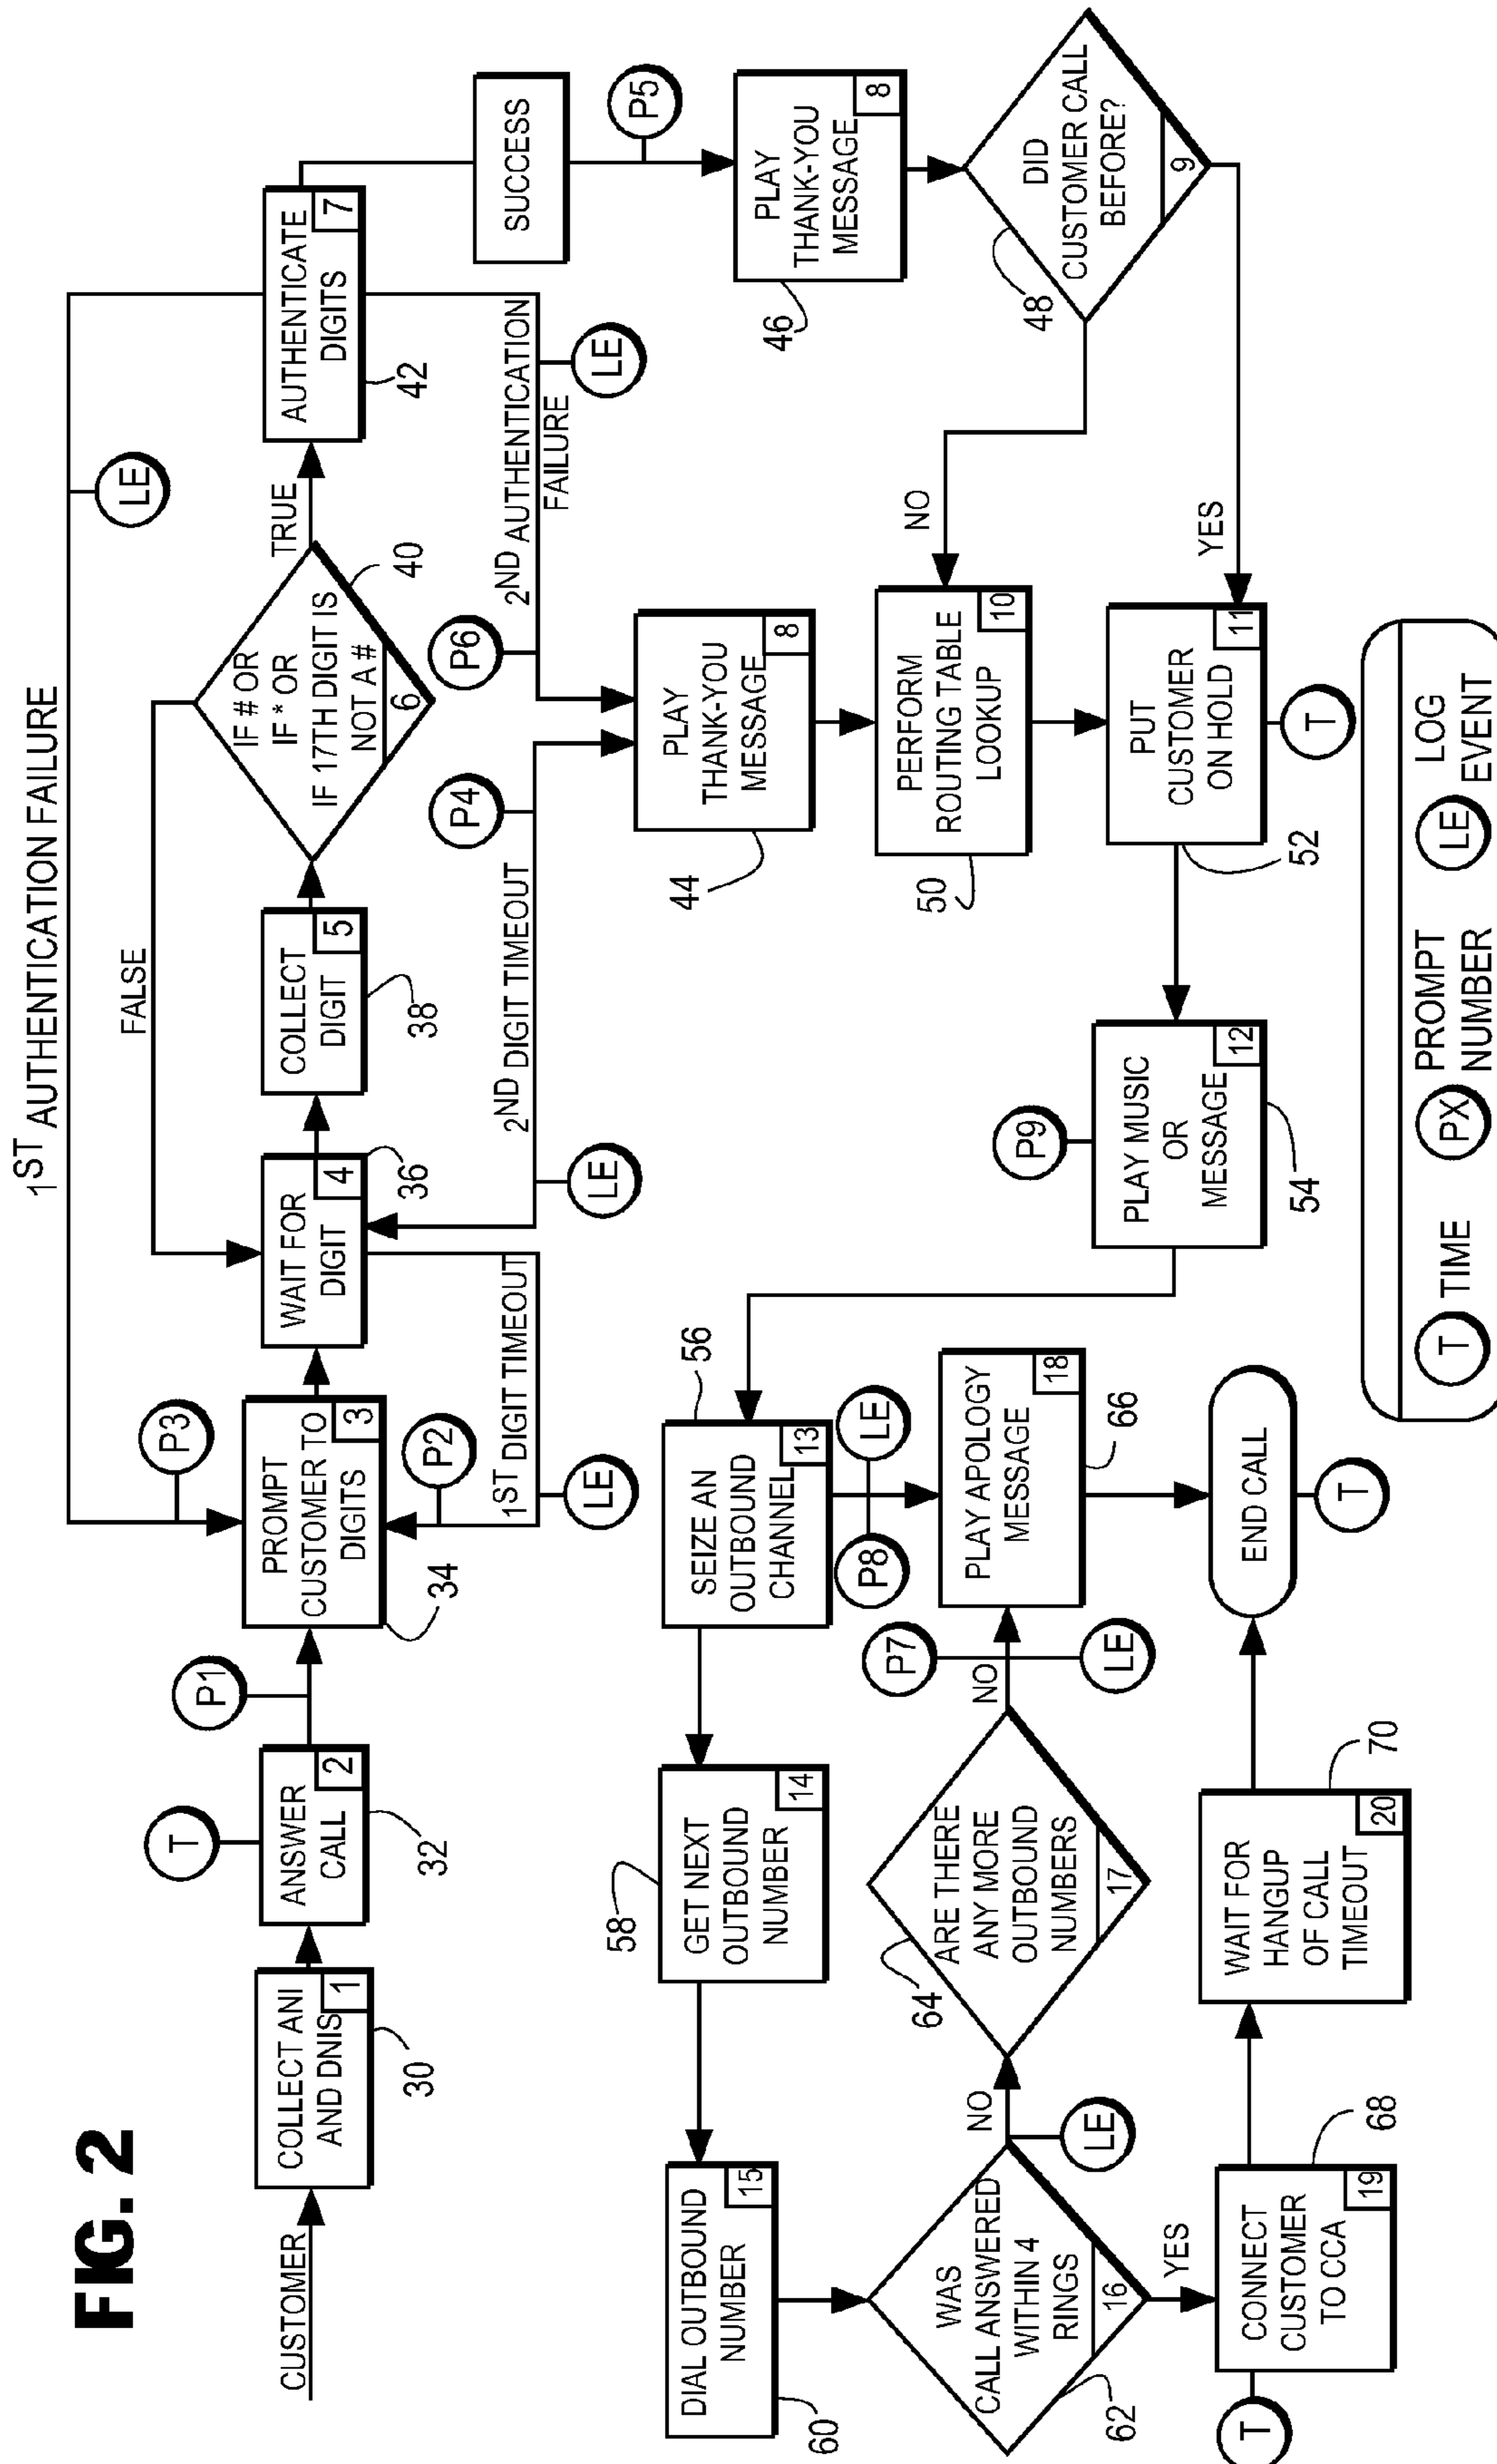 FIG. 2
CUSTOMER
COLLECT ANI
AND DNIS
1
30
T
ANSWER
CALL
2
32
P1
1ST AUTHENTICATION FAILURE
LE
P3
PROMPT
CUSTOMER TO
DIGITS
3
34
P2
1ST DIGIT TIMEOUT
LE
FALSE
WAIT FOR
DIGIT
4
36
COLLECT
DIGIT
5
38
IF # OR
IF * OR
IF 17TH DIGIT IS
NOT A #
6
40
TRUE
AUTHENTICATE
DIGITS
7
42
2ND DIGIT TIMEOUT
LE
P4
P6
2ND AUTHENTICATION
FAILURE
LE
SUCCESS
P5
PLAY
THANK-YOU
MESSAGE
8
44
PLAY
THANK-YOU
MESSAGE
8
46
DID
CUSTOMER CALL
BEFORE?
9
48
NO
YES
PERFORM
ROUTING TABLE
LOOKUP
10
50
PUT
CUSTOMER
ON HOLD
11
52
T
P9
PLAY MUSIC
OR
MESSAGE
12
54
SEIZE AN
OUTBOUND
CHANNEL
13
56
P8
LE
GET NEXT
OUTBOUND
NUMBER
14
58
DIAL OUTBOUND
NUMBER
15
60
WAS
CALL ANSWERED
WITHIN 4
RINGS
16
62
NO
LE
YES
ARE THERE
ANY MORE
OUTBOUND
NUMBERS
17
64
NO
P7
LE
PLAY APOLOGY
MESSAGE
18
66
T
CONNECT
CUSTOMER
TO CCA
19
68
WAIT FOR
HANGUP
OF CALL
TIMEOUT
20
70
END CALL
T
T TIME
PX PROMPT
NUMBER
LE LOG
EVENT